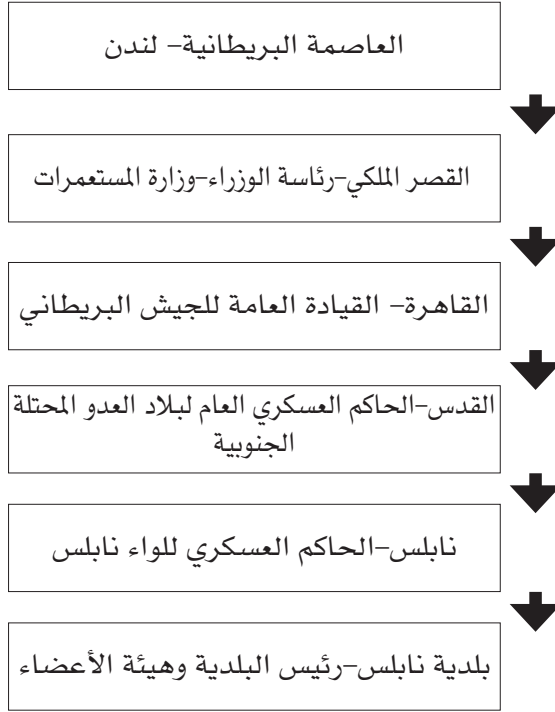 العاصمة البريطانية– لندن
القصر الملكي–رئاسة الوزراء–وزارة المستعمرات
القاهرة– القيادة العامة للجيش البريطاني
القدس–الحاكم العسكري العام لبلاد العدو المحتلة
الجنوبية
نابلس–الحاكم العسكري للواء نابلس
بلدية نابلس–رئيس البلدية وهيئة الأعضاء